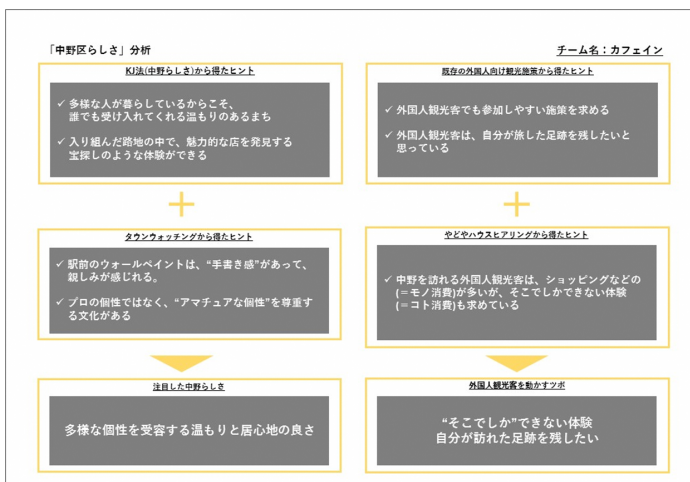 「中野区らしさ」分析
チーム名：カフェイン
KJ法(中野らしさ)から得たヒント
✓ 多様な人が暮らしているからこそ、
誰でも受け入れてくれる温もりのあるまち
✓ 入り組んだ路地の中で、魅力的な店を発見する
宝探しのような体験ができる
＋
タウンウォッチングから得たヒント
✓ 駅前のウォールペイントは、“手書き感”があって、
親しみが感じれる。
✓ プロの個性ではなく、“アマチュアな個性”を尊重す
る文化がある
注目した中野らしさ
多様な個性を受容する温もりと居心地の良さ
既存の外国人向け観光施策から得たヒント
✓ 外国人観光客でも参加しやすい施策を求める
✓ 外国人観光客は、自分が旅した足跡を残したいと
思っている
＋
やどやハウスヒアリングから得たヒント
✓ 中野を訪れる外国人観光客は、ショッピングなどの
(＝モノ消費)が多いが、そこでしかできない体験
(＝コト消費)も求めている
外国人観光客を動かすツボ
“そこでしか”できない体験
自分が訪れた足跡を残したい